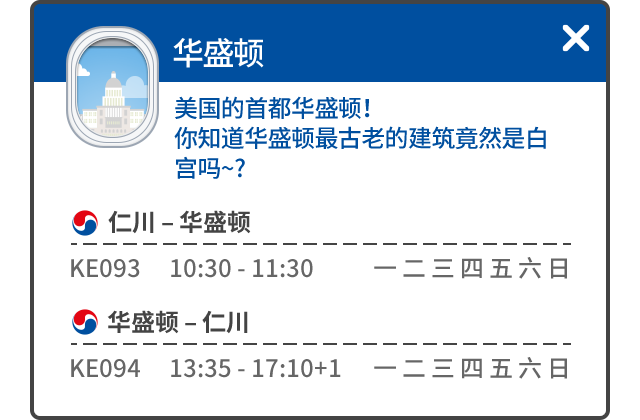 华盛顿
美国的首都华盛顿!
你知道华盛顿最古老的建筑竟然是白
宫吗~?
仁川 – 华盛顿
KE093 10:30 - 11:30 一 二 三 四 五 六 日
华盛顿 – 仁川
KE094 13:35 - 17:10+1 一 二 三 四 五 六 日